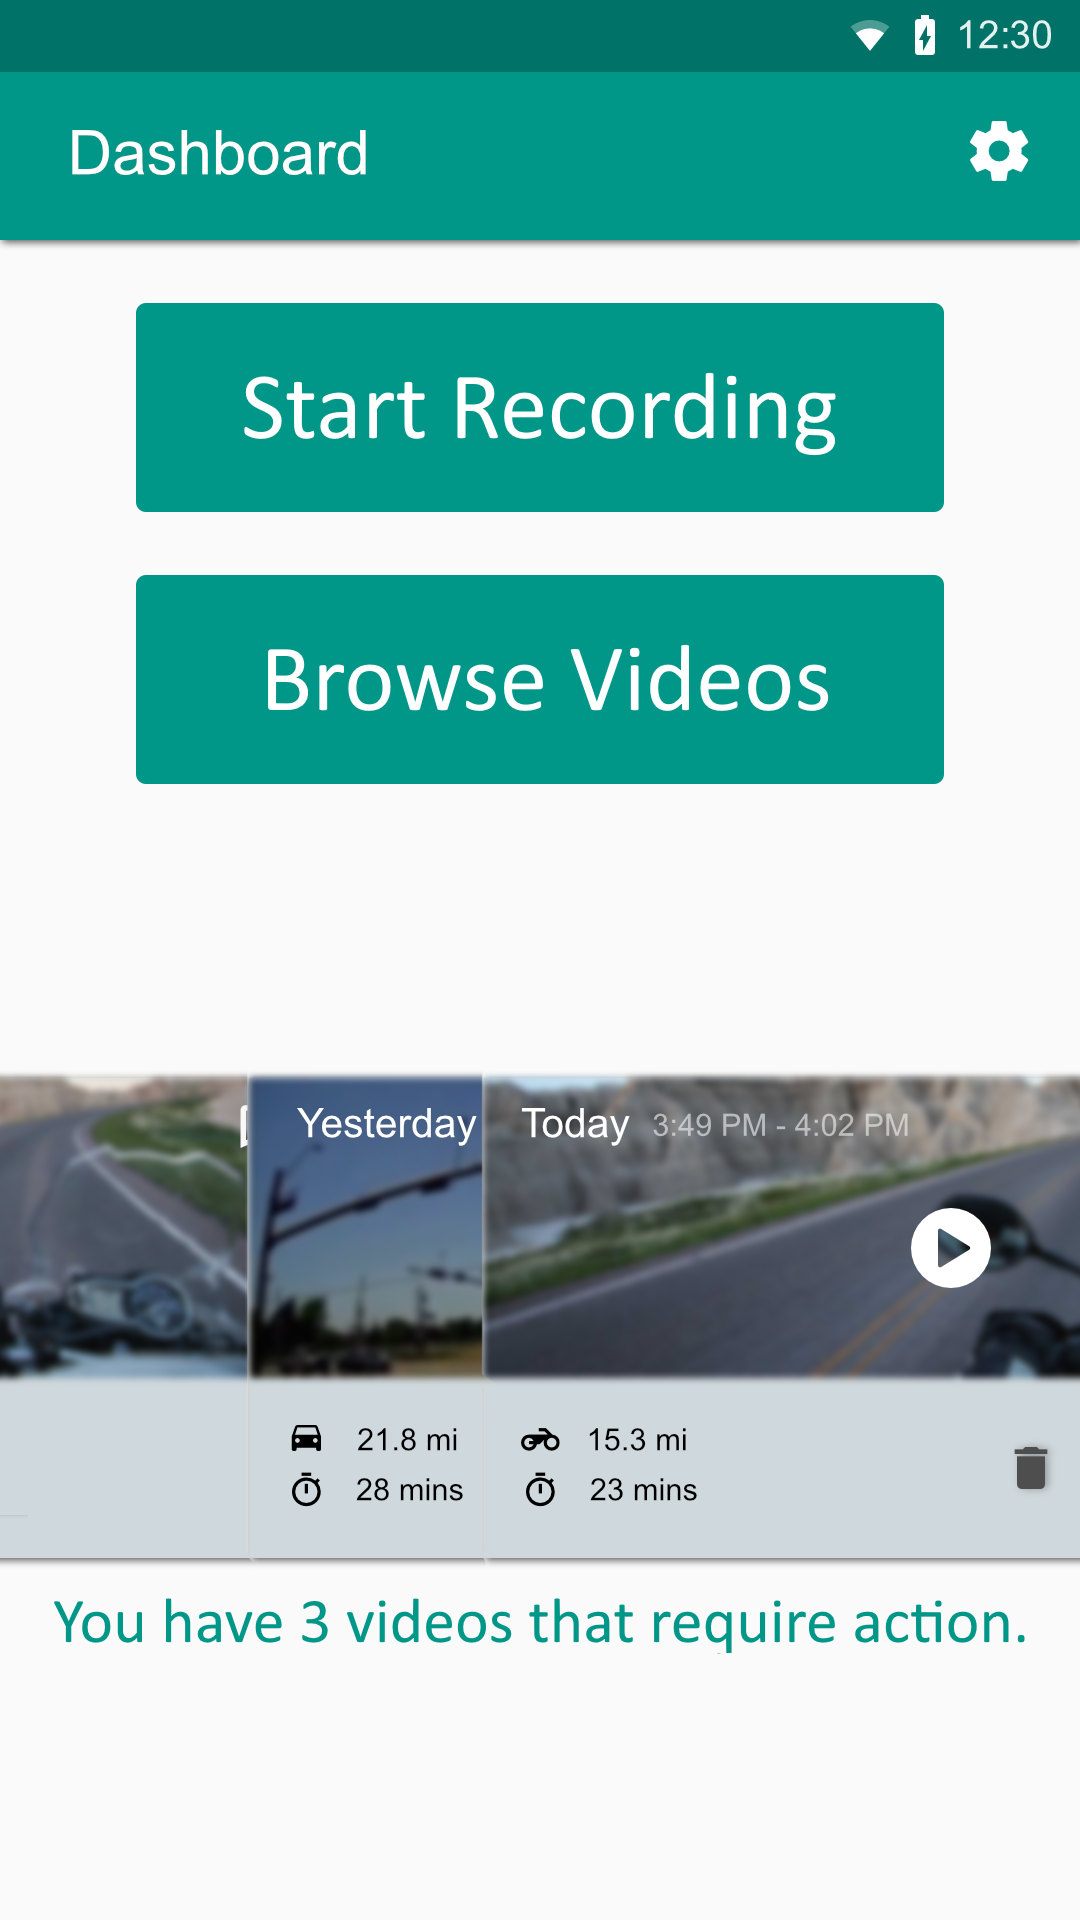 12:30
Dashboard
Start Recording
Browse Videos
Yesterday
Today 3:49 PM - 4:02 PM
21.8 mi
28 mins
15.3 mi
23 mins
You have 3 videos that require action.